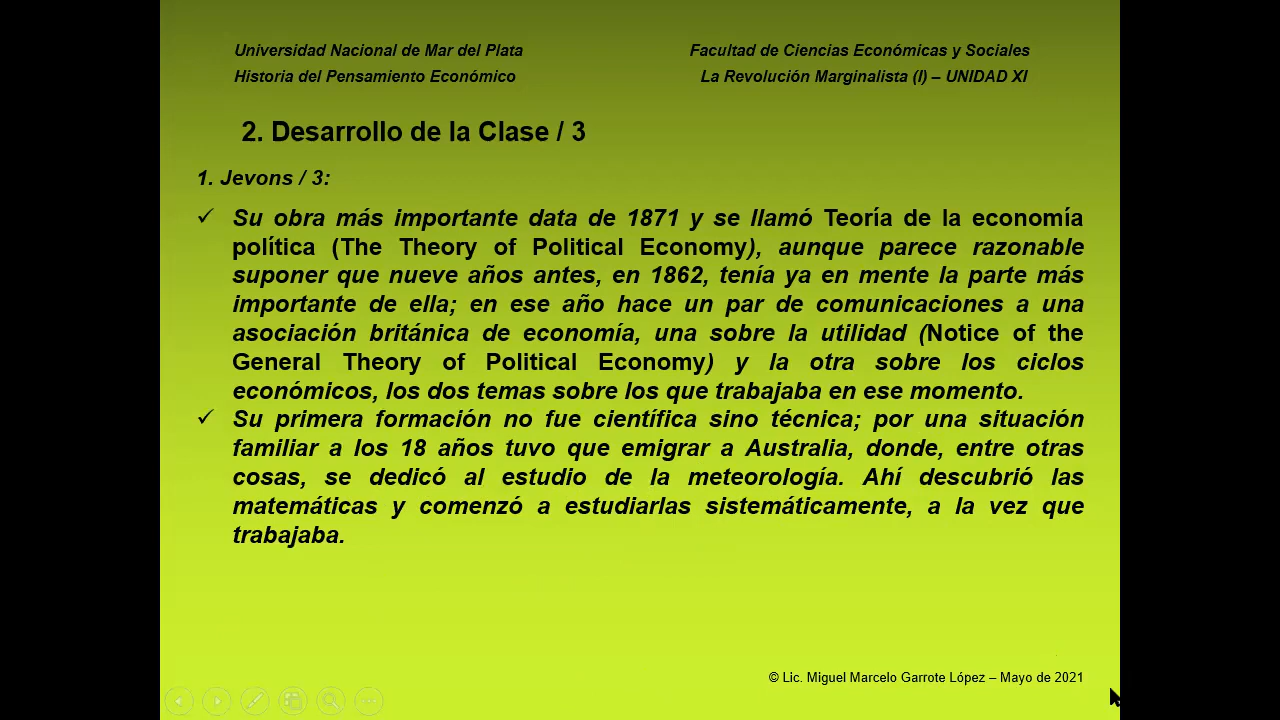 Universidad Nacional de Mar del Plata
Facultad de Ciencias Económicas y Sociales
Historia del Pensamiento Económico
La Revolución Marginalista (I) – UNIDAD XI
2. Desarrollo de la Clase / 3
1. Jevons / 3:
✓ Su obra más importante data de 1871 y se llamó Teoría de la economía
política (The Theory of Political Economy), aunque parece razonable
suponer que nueve años antes, en 1862, tenía ya en mente la parte más
importante de ella; en ese año hace un par de comunicaciones a una
asociación británica de economía, una sobre la utilidad (Notice of the
General Theory of Political Economy) y la otra sobre los ciclos
económicos, los dos temas sobre los que trabajaba en ese momento.
✓ Su primera formación no fue científica sino técnica; por una situación
familiar a los 18 años tuvo que emigrar a Australia, donde, entre otras
cosas, se dedicó al estudio de la meteorología. Ahí descubrió las
matemáticas y comenzó a estudiarlas sistemáticamente, a la vez que
trabajaba.
© Lic. Miguel Marcelo Garrote López – Mayo de 2021